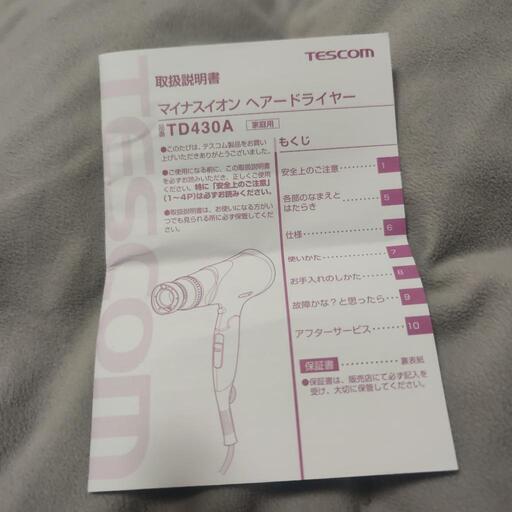 TESCOM
TESCOM
取扱説明書
マイナスイオン ヘアードライヤー
品番 TD430A 家庭用
●このたびは、テスコム製品をお買い
上げいただきありがとうございました。
●ご使用になる前に、この取扱説明書
を必ずお読みいただき、正しくご使用
ください。特に「安全上のご注意」
(1〜4P)は必ずお読みください。
●取扱説明書は、お使いになる方がい
つでも見られる所に必ず保管してくだ
さい。
もくじ
安全上のご注意 1
各部のなまえと
はたらき 5
仕様 6
使いかた 7
お手入れのしかた 8
故障かな？と思ったら 9
アフターサービス 10
保証書 裏表紙
●保証書は、販売店にて必ず記入を
受け、大切に保管してください。